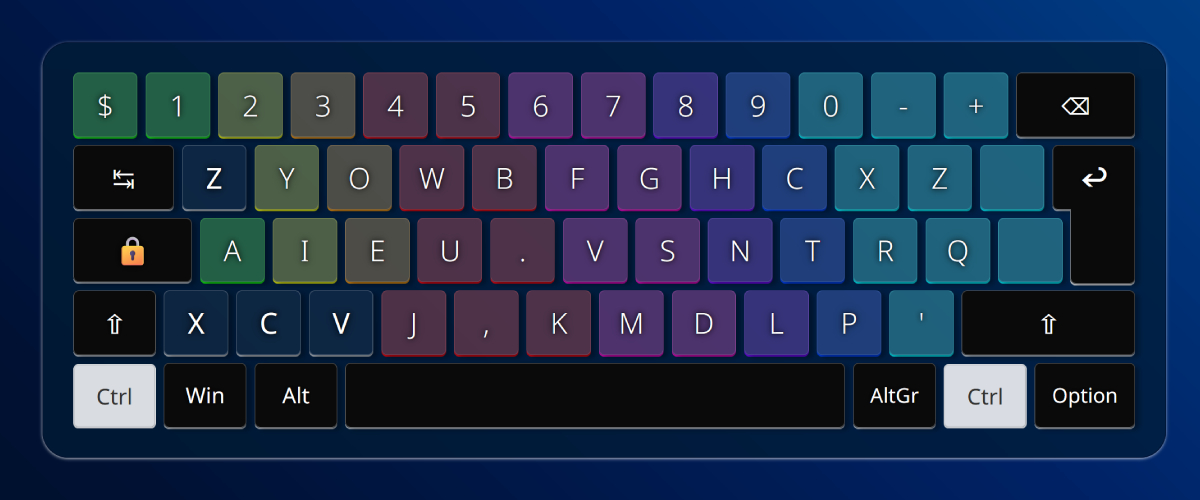 $ 1 2 3 4 5 6 7 8 9 0 - + ⌫
↹ Z Y O W B F G H C X Z ↩
🔒 A I E U . V S N T R Q
⇧ X C V J , K M D L P ' ⇧
Ctrl Win Alt AltGr Ctrl Option